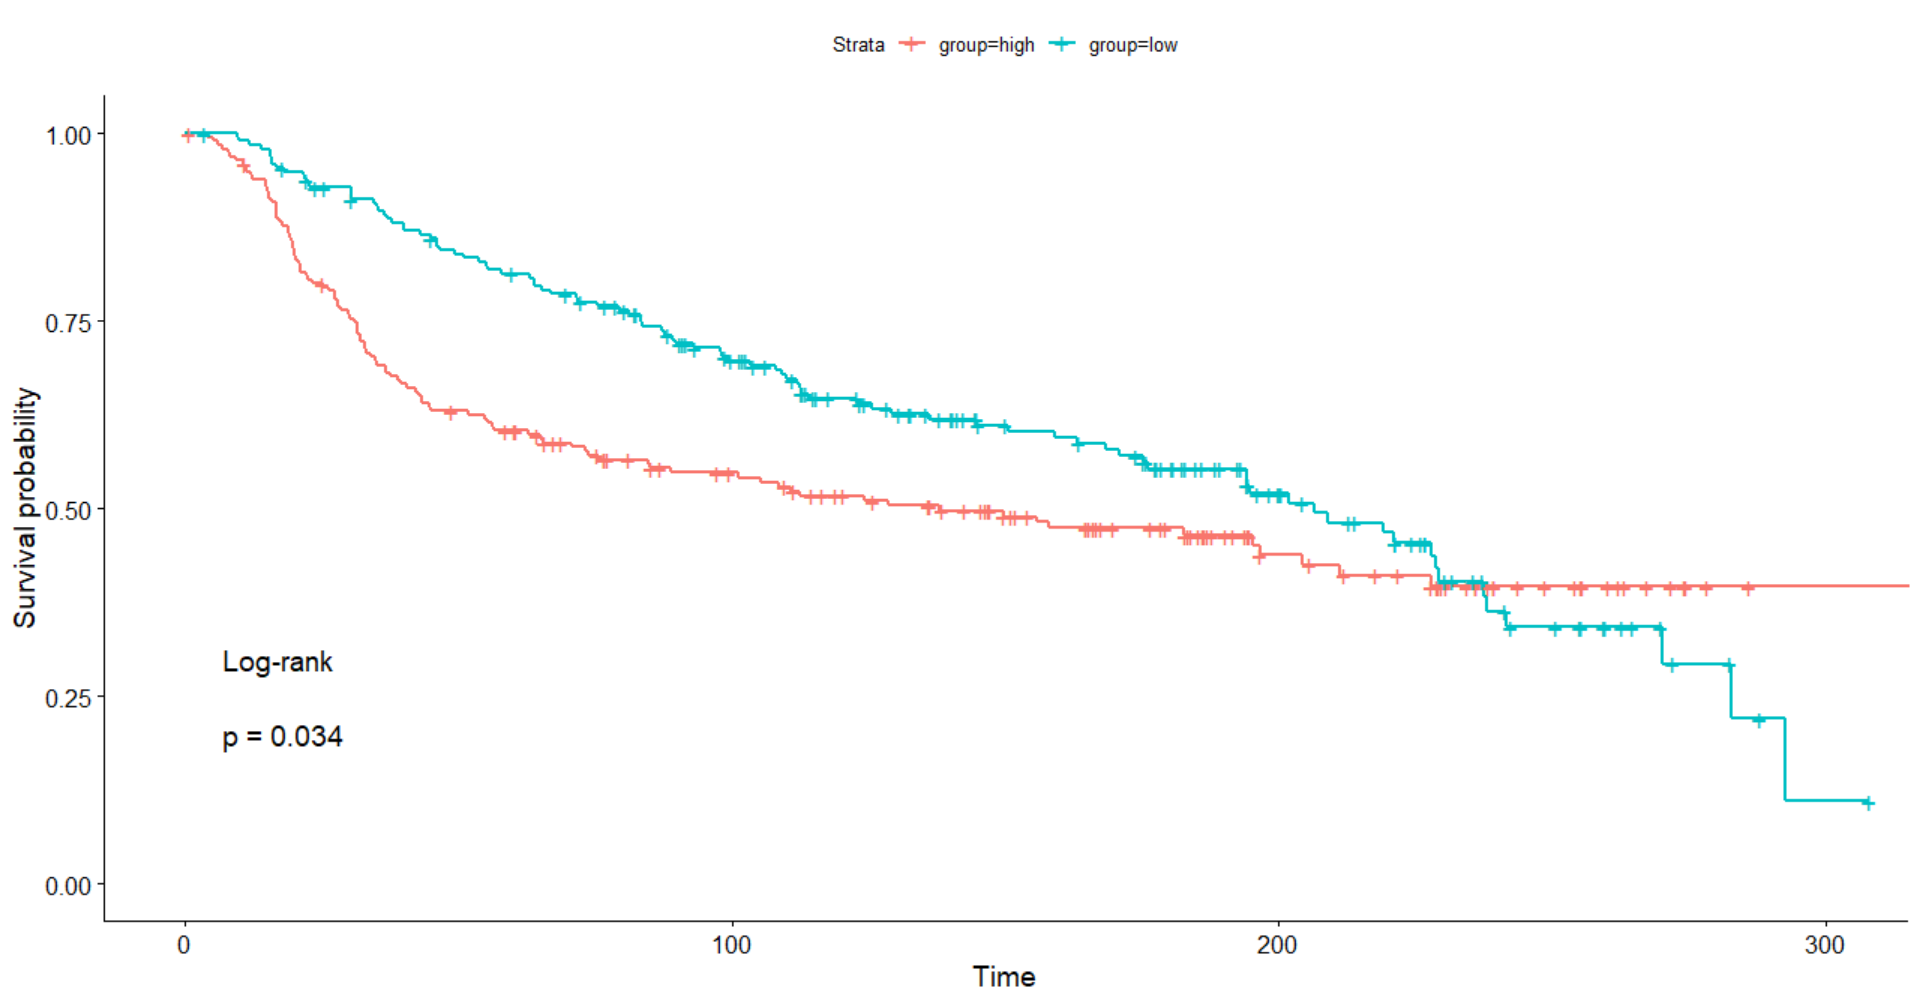 Strata group=high group=low
Survival probability
1.00
0.75
0.50
0.25
0.00
Log-rank
p = 0.034
0 100 200 300
Time